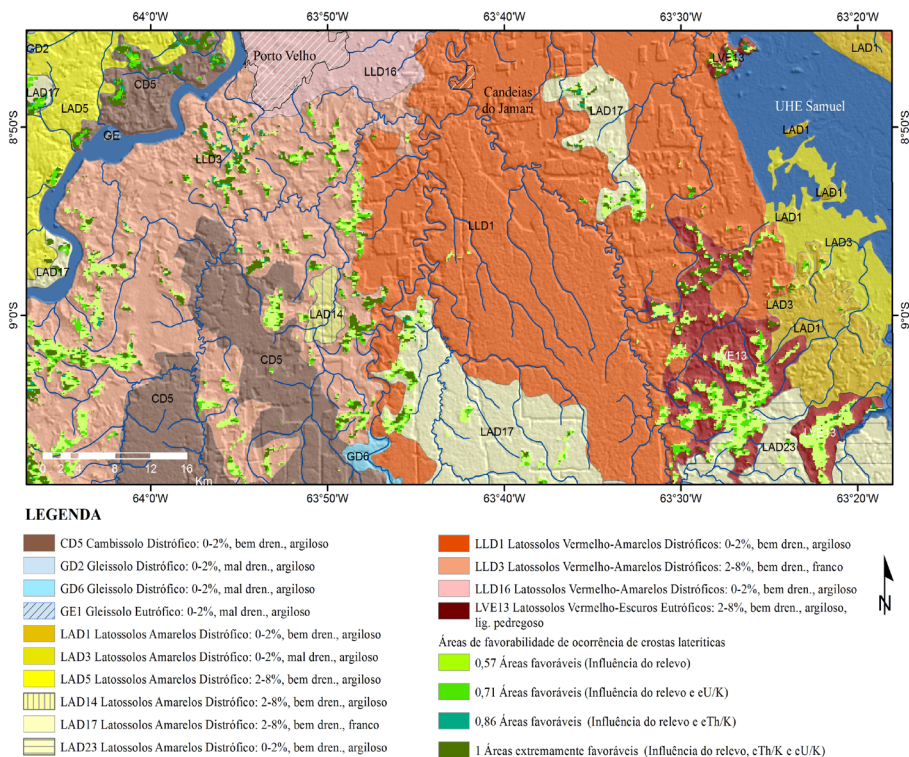 64°0'W 63°50'W 63°40'W 63°30'W 63°20'W
GD2
Porto Velho
LVE13
LAD1
CD5
LLD16
LAD17
Candeias
do Jamari
LAD17
UHE Samuel
LAD5
8°50'S
GE
LAD1
8°50'S
LLD3
LAD1
LLD1
LAD1
LAD3
LAD17
9°0'S
LAD14
LAD3
9°0'S
LAD1
CD5
LVE13
CD5
LAD17
LAD23
GD6
0 2 4 8 12 16
Km
64°0'W 63°50'W 63°40'W 63°30'W 63°20'W
LEGENDA
CD5 Cambissolo Distrófico: 0-2%, bem dren., argiloso
GD2 Gleissolo Distrófico: 0-2%, mal dren., argiloso
GD6 Gleissolo Distrófico: 0-2%, mal dren., argiloso
GE1 Gleissolo Eutrófico: 0-2%, mal dren., argiloso
LAD1 Latossolos Amarelos Distrófico: 0-2%, bem dren., argiloso
LAD3 Latossolos Amarelos Distrófico: 0-2%, mal dren., argiloso
LAD5 Latossolos Amarelos Distrófico: 2-8%, bem dren., argiloso
LAD14 Latossolos Amarelos Distrófico: 2-8%, bem dren., argiloso
LAD17 Latossolos Amarelos Distrófico: 2-8%, bem dren., franco
LAD23 Latossolos Amarelos Distrófico: 0-2%, bem dren., argiloso
LLD1 Latossolos Vermelho-Amarelos Distróficos: 0-2%, bem dren., argiloso
LLD3 Latossolos Vermelho-Amarelos Distróficos: 2-8%, bem dren., franco
LLD16 Latossolos Vermelho-Amarelos Distróficos: 0-2%, bem dren., argiloso
LVE13 Latossolos Vermelho-Escuros Eutróficos: 2-8%, bem dren., argiloso,
lig. pedregoso
Áreas de favorabilidade de ocorrência de crostas lateríticas
0,57 Áreas favoráveis (Influência do relevo)
0,71 Áreas favoráveis (Influência do relevo e eU/K)
0,86 Áreas favoráveis (Influência do relevo e eTh/K)
1 Áreas extremamente favoráveis (Influência do relevo, eTh/K e eU/K)
N